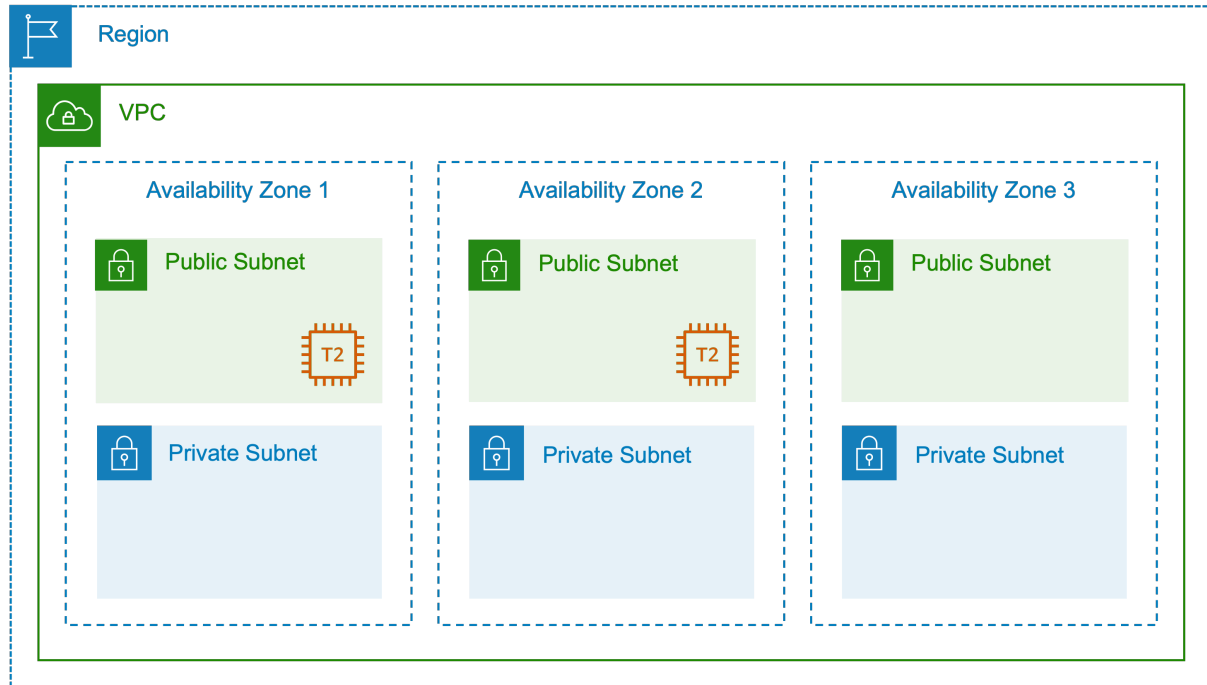 Region
VPC
Availability Zone 1
Public Subnet
T2
Private Subnet
Availability Zone 2
Public Subnet
T2
Private Subnet
Availability Zone 3
Public Subnet
Private Subnet